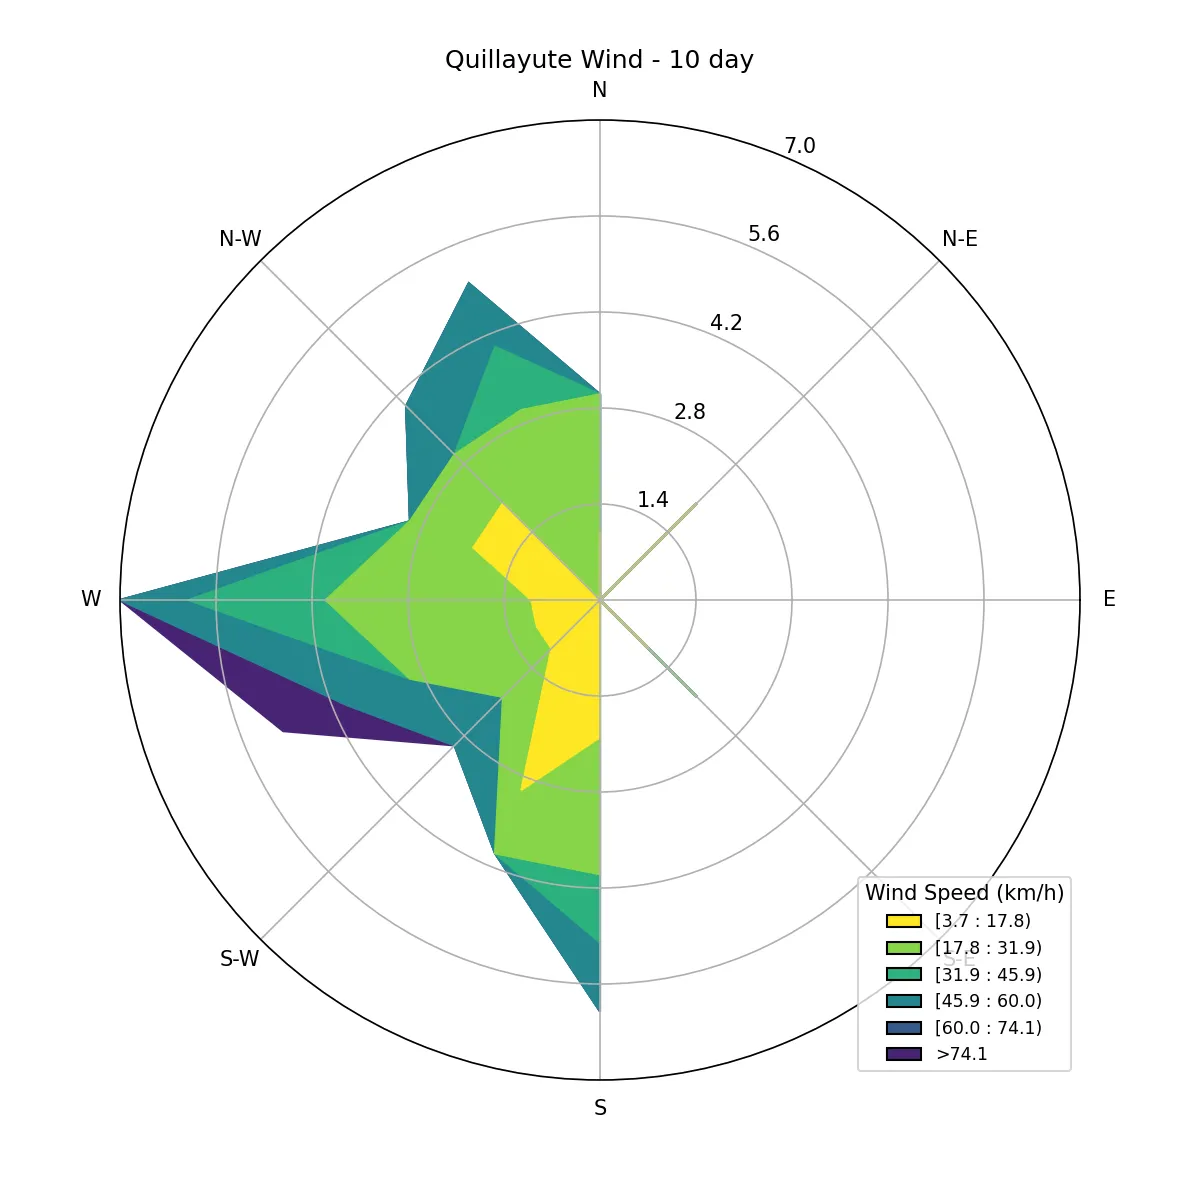 Quillayute Wind - 10 day
N
7.0
N-W
N-E
5.6
4.2
2.8
1.4
W
E
Wind Speed (km/h)
[3.7 : 17.8)
[17.8 : 31.9)
S-W
S-E
[31.9 : 45.9)
[45.9 : 60.0)
[60.0 : 74.1)
>74.1
S